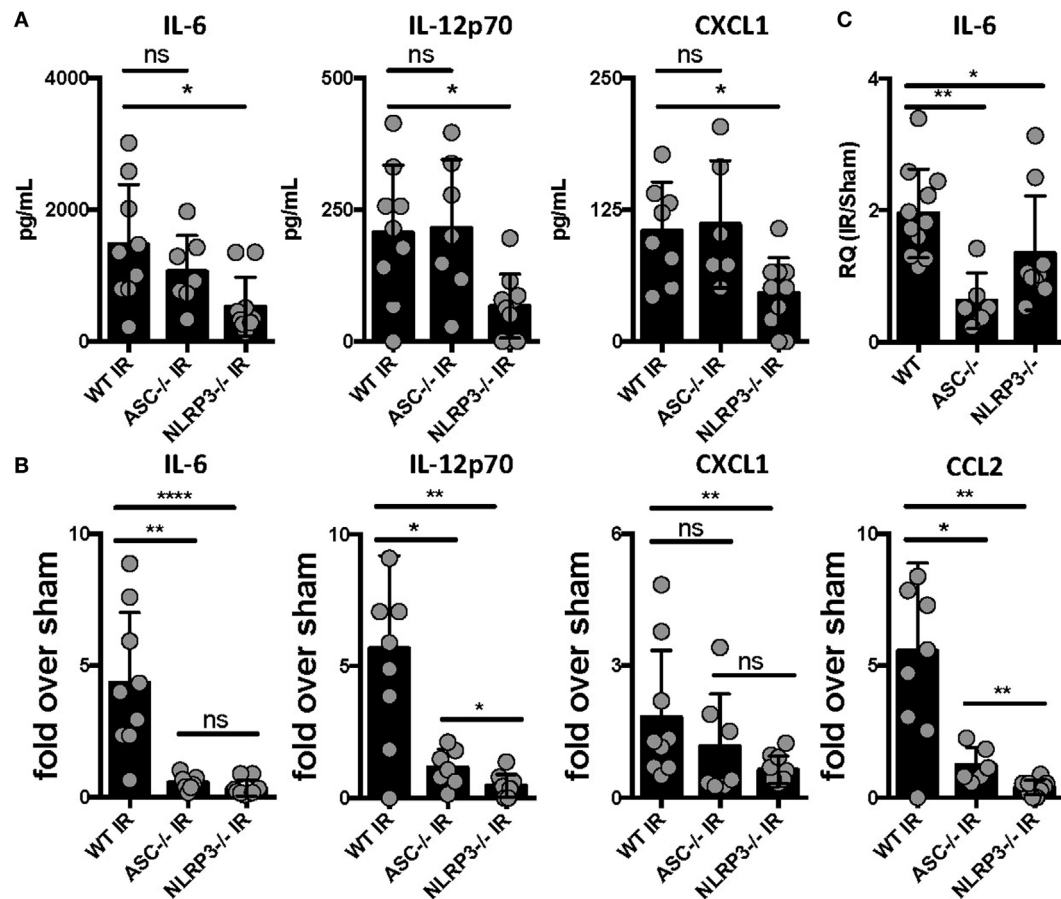 A
IL-6
ns
*
4000
2000
0
pg/mL
WT IR
ASC-/- IR
NLRP3-/- IR
IL-12p70
ns
*
500
250
0
pg/mL
WT IR
ASC-/- IR
NLRP3-/- IR
CXCL1
ns
*
250
125
0
pg/mL
WT IR
ASC-/- IR
NLRP3-/- IR
C
IL-6
*
**
4
2
0
RQ (IR/Sham)
WT
ASC-/-
NLRP3-/-
B
IL-6
****
**
ns
10
5
0
fold over sham
WT IR
ASC-/- IR
NLRP3-/- IR
IL-12p70
**
*
*
10
5
0
fold over sham
WT IR
ASC-/- IR
NLRP3-/- IR
CXCL1
**
ns
ns
6
3
0
fold over sham
WT IR
ASC-/- IR
NLRP3-/- IR
CCL2
**
*
**
10
5
0
fold over sham
WT IR
ASC-/- IR
NLRP3-/- IR